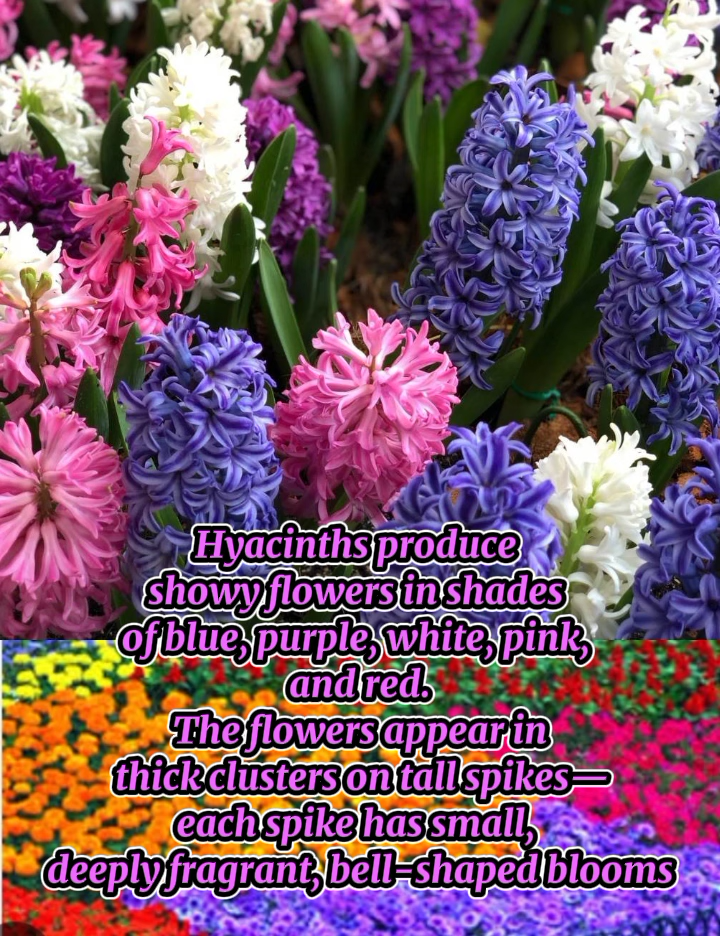 Hyacinths produce
showy flowers in shades
of blue, purple, white, pink,
and red.
The flowers appear in
thick clusters on tall spikes—
each spike has small,
deeply fragrant, bell-shaped blooms